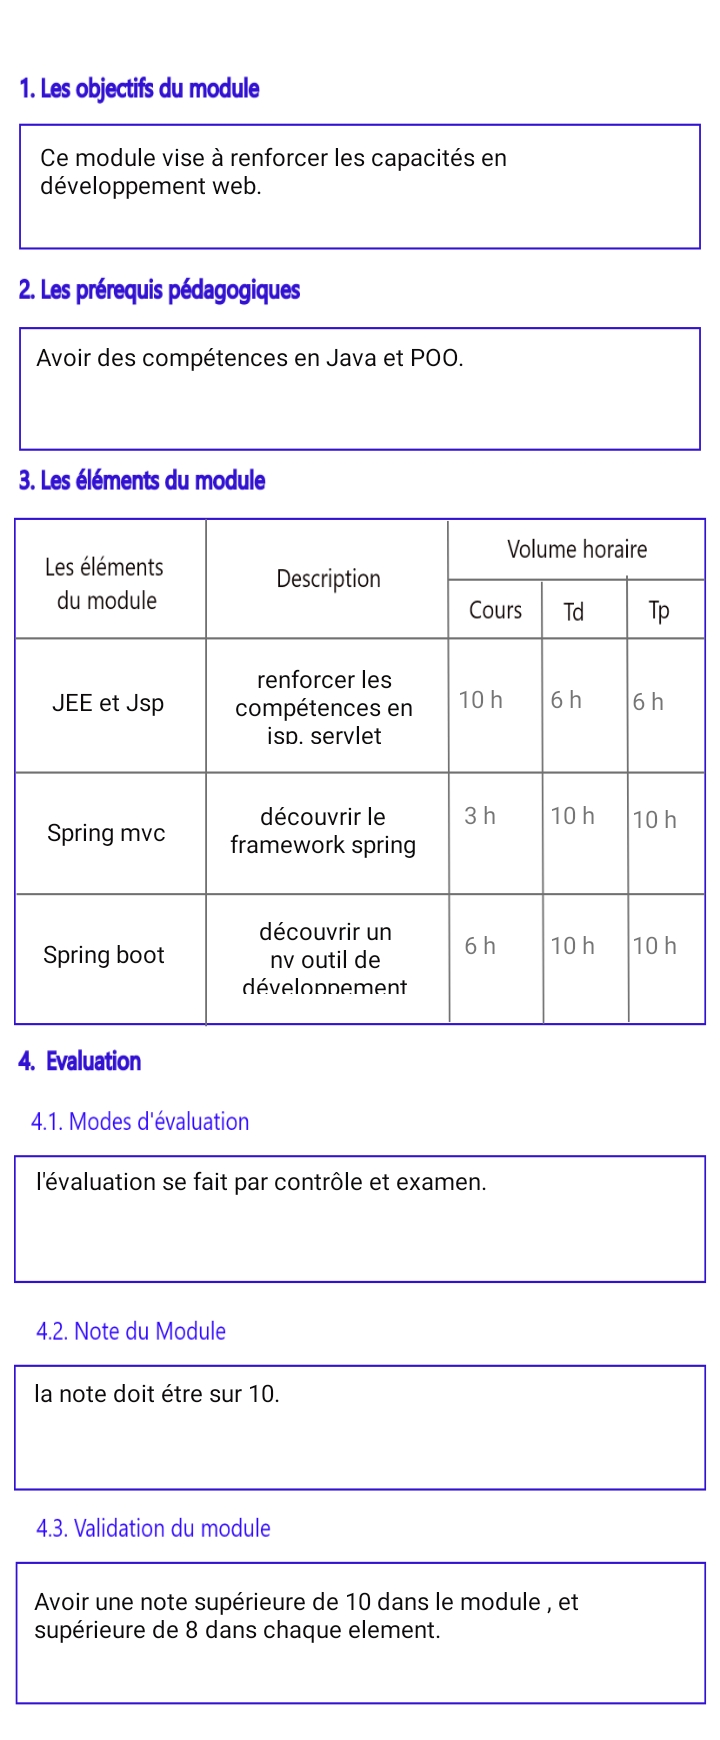 1. Les objectifs du module
Ce module vise à renforcer les capacités en
développement web.
2. Les prérequis pédagogiques
Avoir des compétences en Java et POO.
3. Les éléments du module
Les éléments
du module
Description
Volume horaire
Cours
Td
Tp
JEE et Jsp
renforcer les
compétences en
jsp, servlet
10 h
6 h
6 h
Spring mvc
découvrir le
framework spring
3 h
10 h
10 h
Spring boot
découvrir un
nv outil de
développement
6 h
10 h
10 h
4. Evaluation
4.1. Modes d'évaluation
l'évaluation se fait par contrôle et examen.
4.2. Note du Module
la note doit étre sur 10.
4.3. Validation du module
Avoir une note supérieure de 10 dans le module , et
supérieure de 8 dans chaque element.